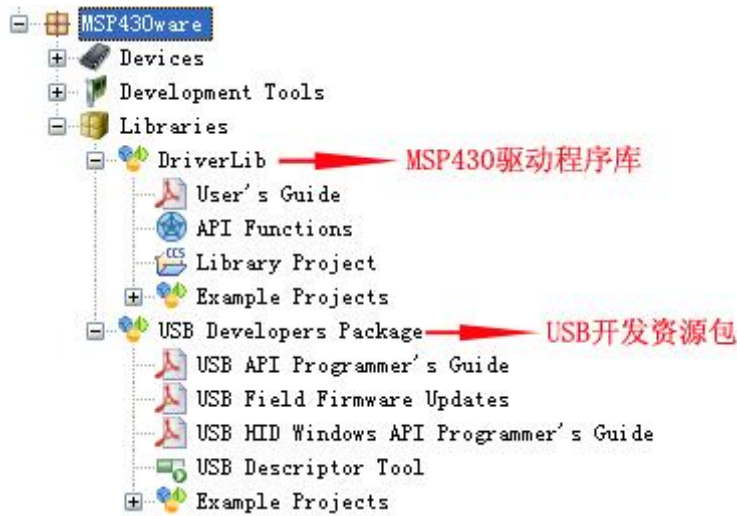 MSP430ware
Devices
Development Tools
Libraries
DriverLib MSP430驱动程序库
User's Guide
API Functions
CCS
Library Project
Example Projects
USB Developers Package USB开发资源包
USB API Programmer's Guide
USB Field Firmware Updates
USB HID Windows API Programmer's Guide
USB Descriptor Tool
Example Projects